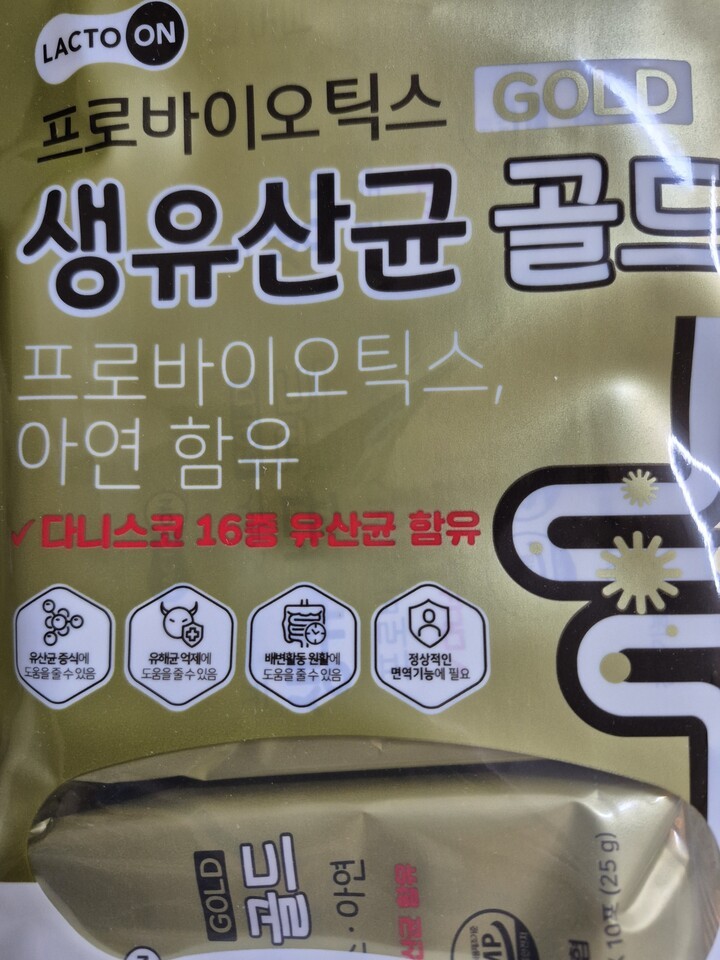 LACTO ON
프로바이오틱스 GOLD
생유산균 골드
프로바이오틱스,
아연 함유
✓다니스코 16종 유산균 함유
유산균 증식에
도움을 줄 수 있음
유해균 억제에
도움을 줄 수 있음
배변활동 원활에
도움을 줄 수 있음
정상적인
면역기능에 필요
GOLD
골드
· 아연
함유
10포 (25 g)